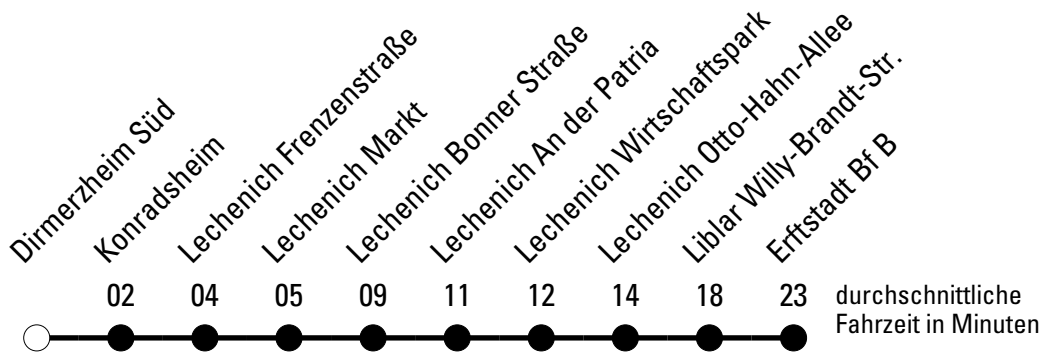 Dirmerzheim Süd
Konradsheim
Lechenich Frenzenstraße
Lechenich Markt
Lechenich Bonner Straße
Lechenich An der Patria
Lechenich Wirtschaftspark
Lechenich Otto-Hahn-Allee
Liblar Willy-Brandt-Str.
Erftstadt Bf B
02 04 05 09 11 12 14 18 23
durchschnittliche
Fahrzeit in Minuten